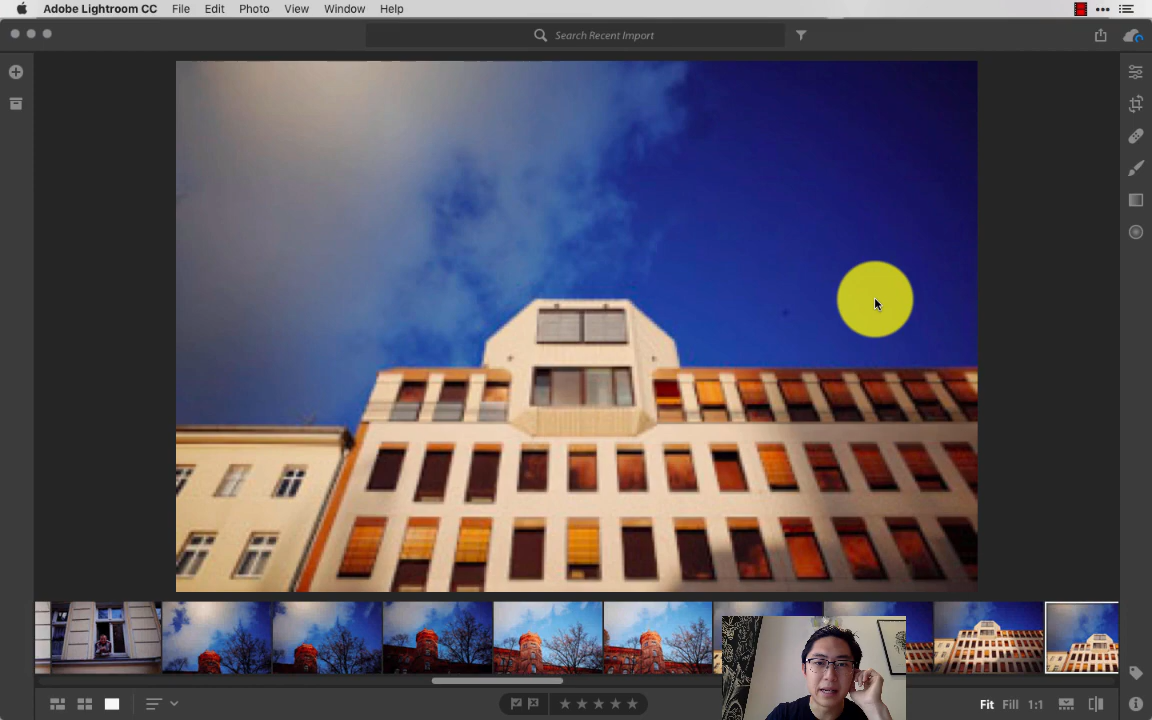 Adobe Lightroom CC File Edit Photo View Window Help
Search Recent Import
Fit Fill 1:1